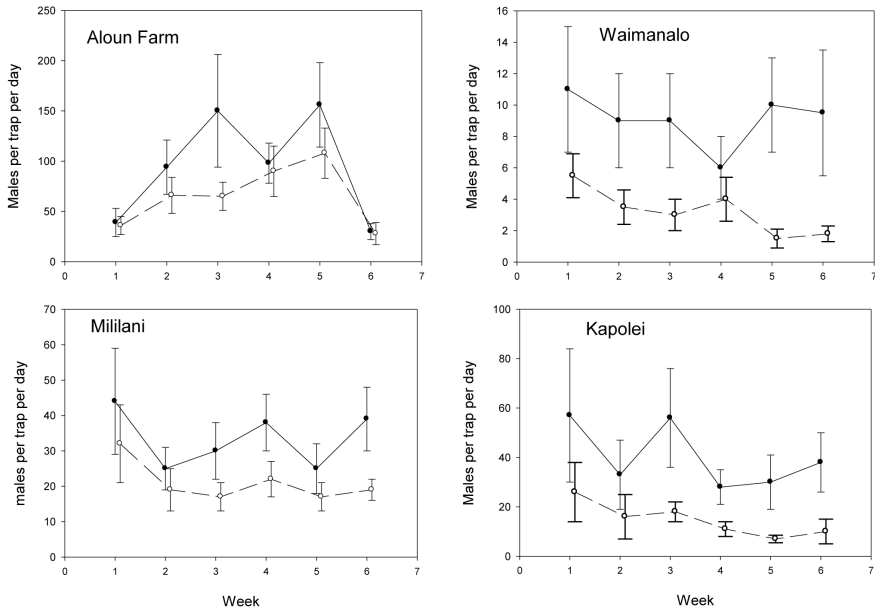 Aloun Farm
Males per trap per day
250
200
150
100
50
0
0 1 2 3 4 5 6 7
Waimanalo
Males per trap per day
16
14
12
10
8
6
4
2
0
0 1 2 3 4 5 6 7
Mililani
males per trap per day
70
60
50
40
30
20
10
0
0 1 2 3 4 5 6 7
Week
Kapolei
Males per trap per day
100
80
60
40
20
0
0 1 2 3 4 5 6 7
Week